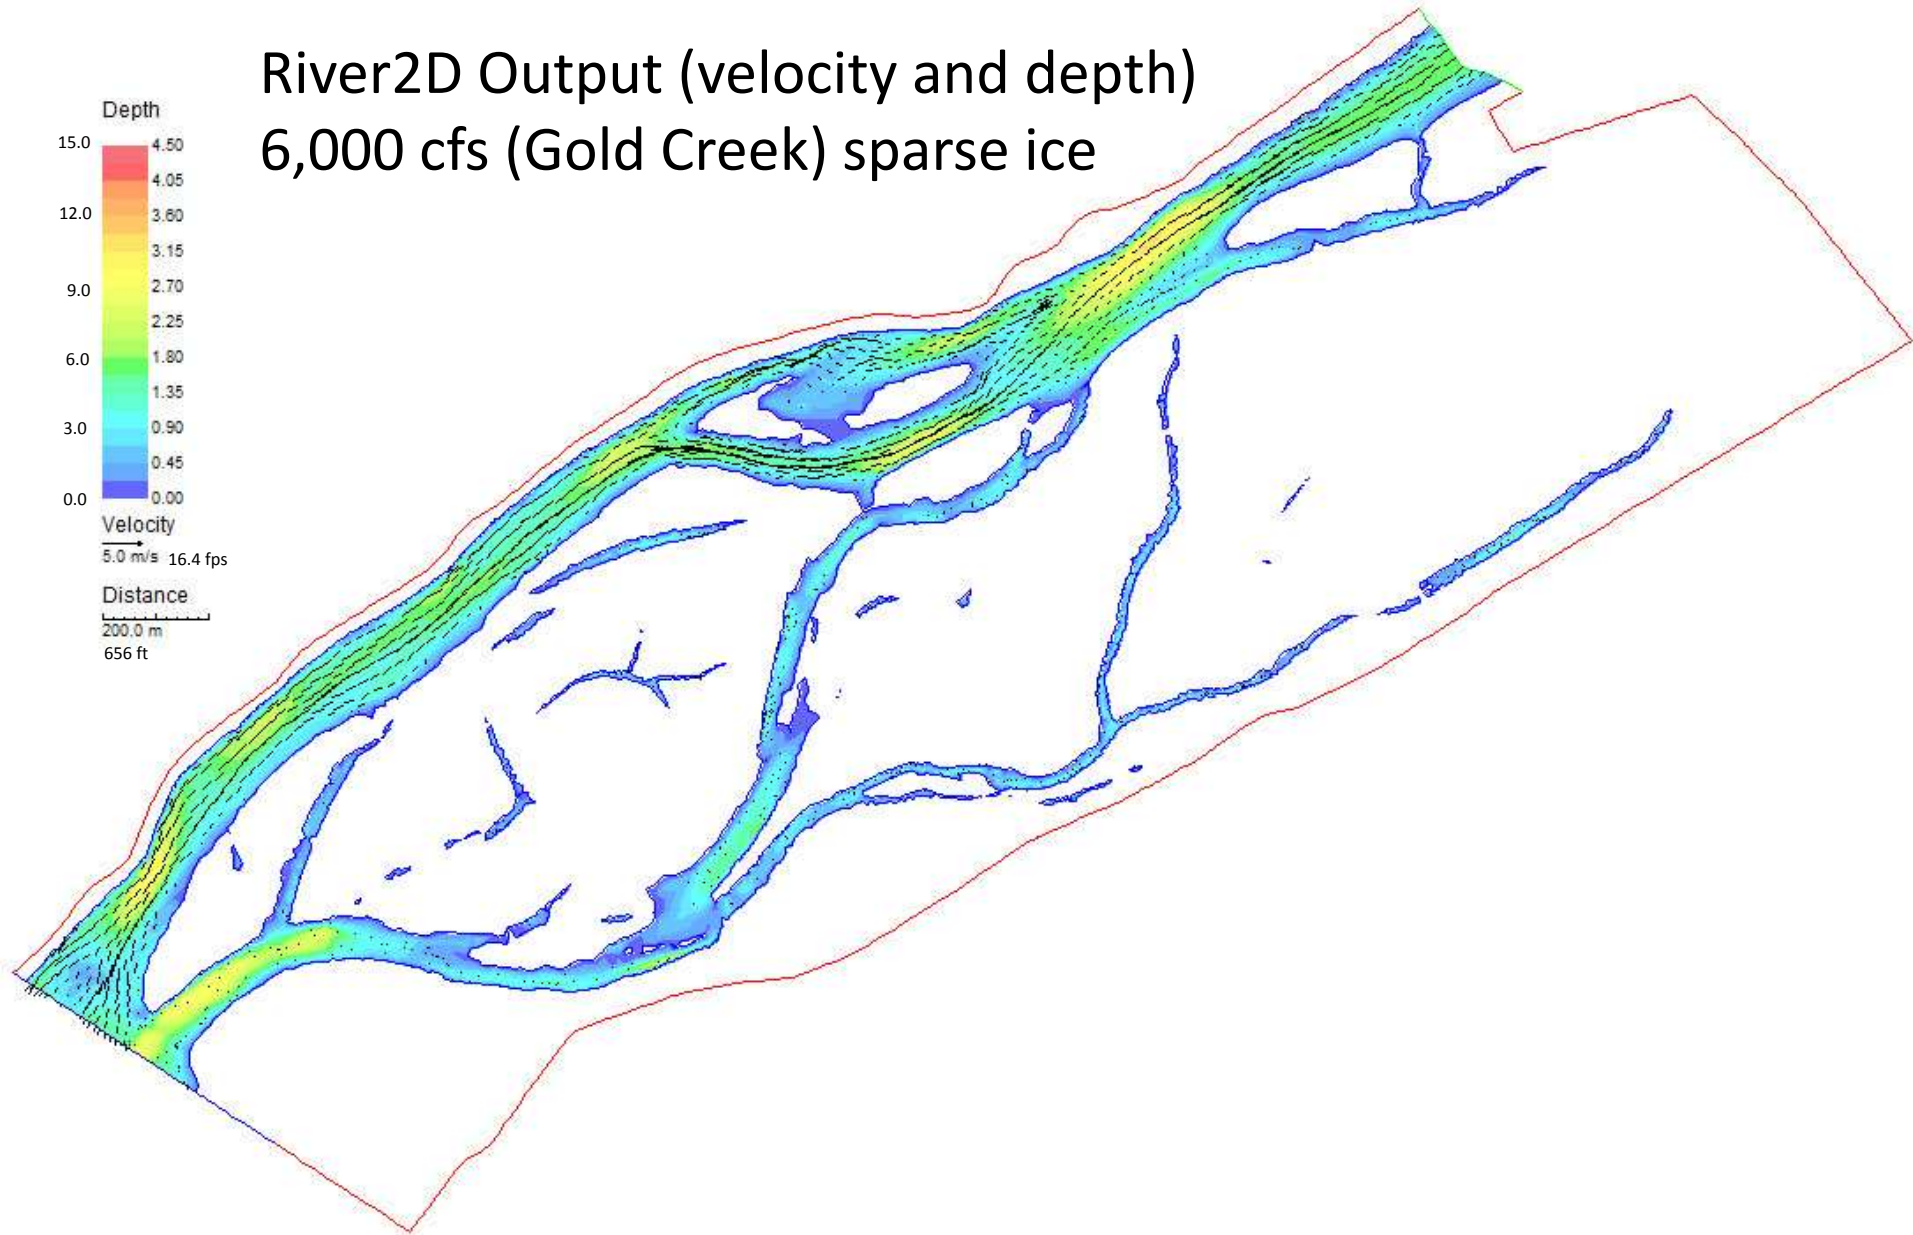 River2D Output (velocity and depth)
6,000 cfs (Gold Creek) sparse ice
Depth
15.0 4.50
4.05
12.0 3.60
3.15
9.0 2.70
2.25
6.0 1.80
1.35
3.0 0.90
0.45
0.0 0.00
Velocity
5.0 m/s 16.4 fps
Distance
200.0 m
656 ft